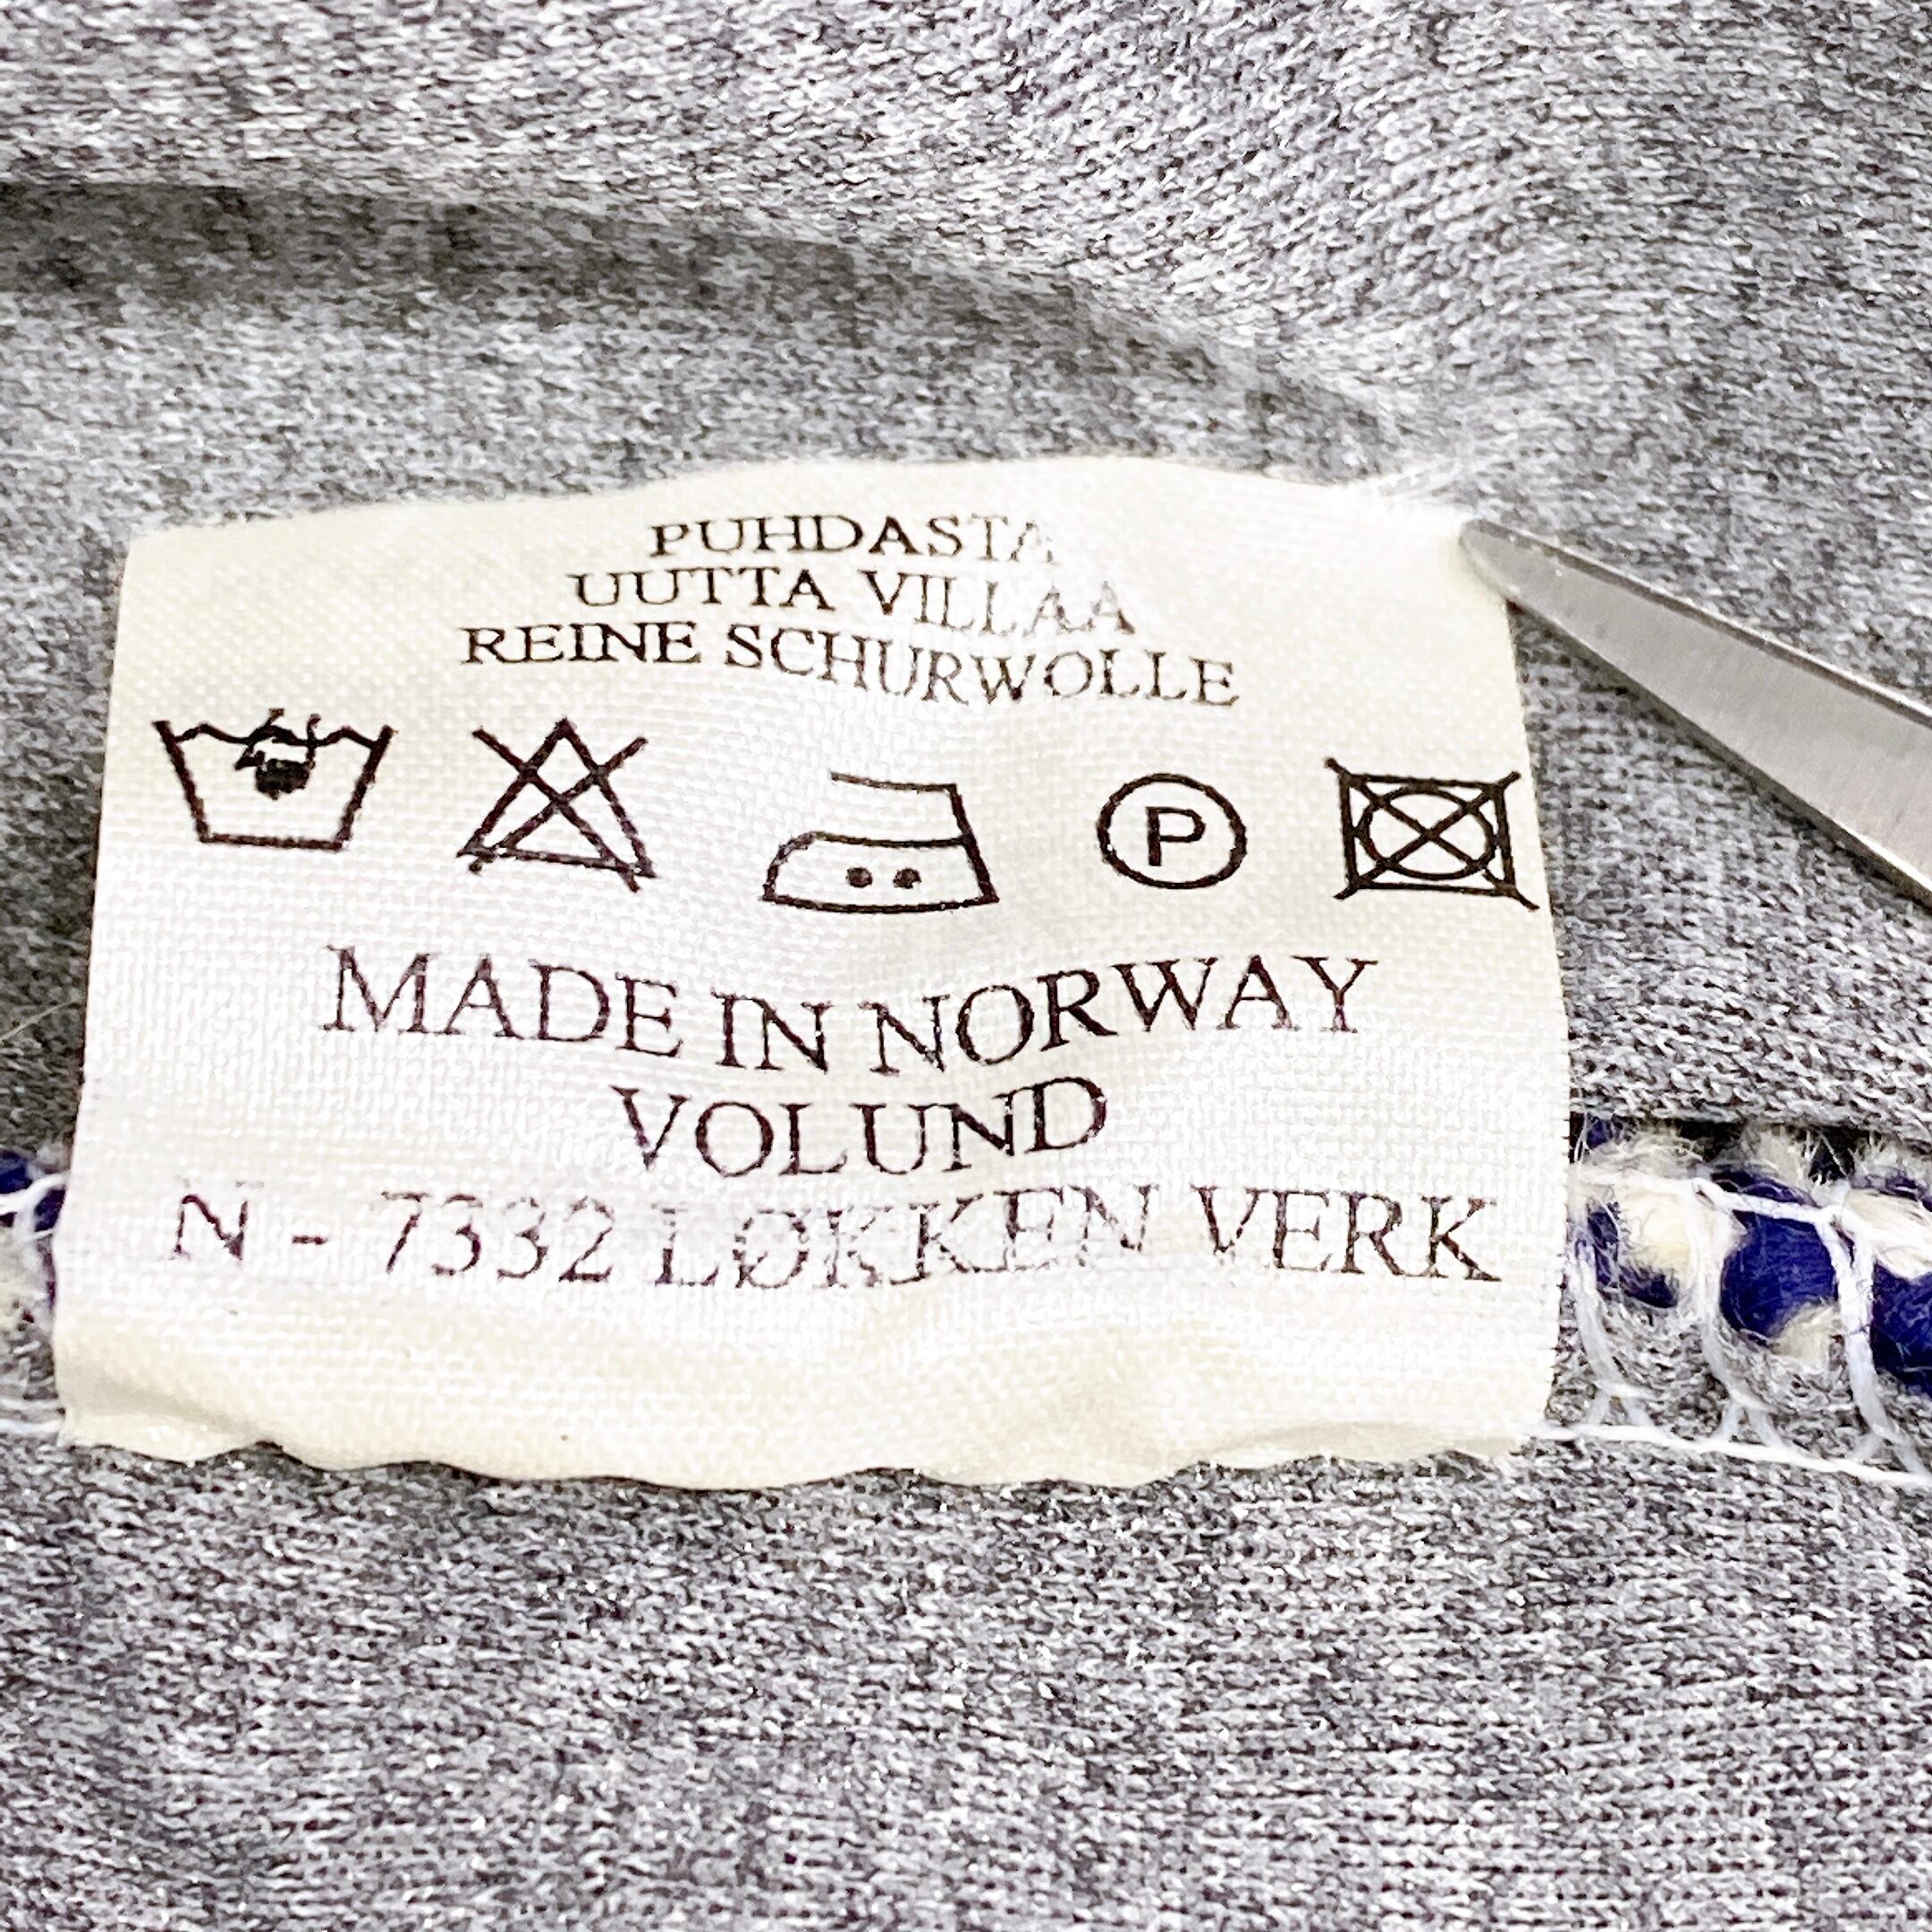 PUHDASTA
UUTTA VILLAA
REINE SCHURWOLLE
P
MADE IN NORWAY
VOLUND
N - 7332 LØKKEN VERK